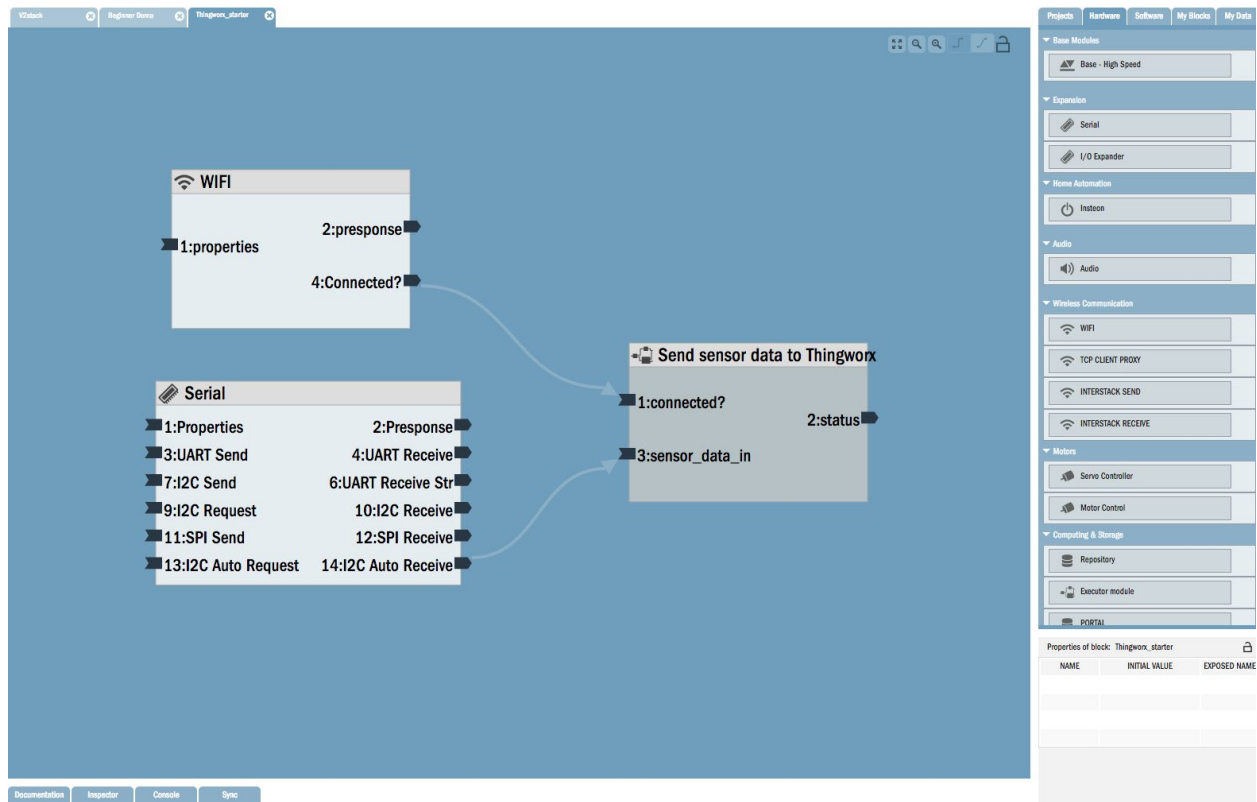 V2stack
Beginner Demo
Thingworx_starter
Projects
Hardware
Software
My Blocks
My Data
Base Modules
Base - High Speed
Expansion
Serial
I/O Expander
Home Automation
Insteon
Audio
Audio
Wireless Communication
WIFI
TCP CLIENT PROXY
INTERSTACK SEND
INTERSTACK RECEIVE
Motors
Servo Controller
Motor Control
Computing & Storage
Repository
Executor module
PORTAL
WIFI
2:presponse
1:properties
4:Connected?
Send sensor data to Thingworx
1:connected?
2:status
3:sensor_data_in
Serial
1:Properties 2:Presponse
3:UART Send 4:UART Receive
7:I2C Send 6:UART Receive Str
9:I2C Request 10:I2C Receive
11:SPI Send 12:SPI Receive
13:I2C Auto Request 14:I2C Auto Receive
Properties of block: Thingworx_starter
NAME INITIAL VALUE EXPOSED NAME
Documentation
Inspector
Console
Sync